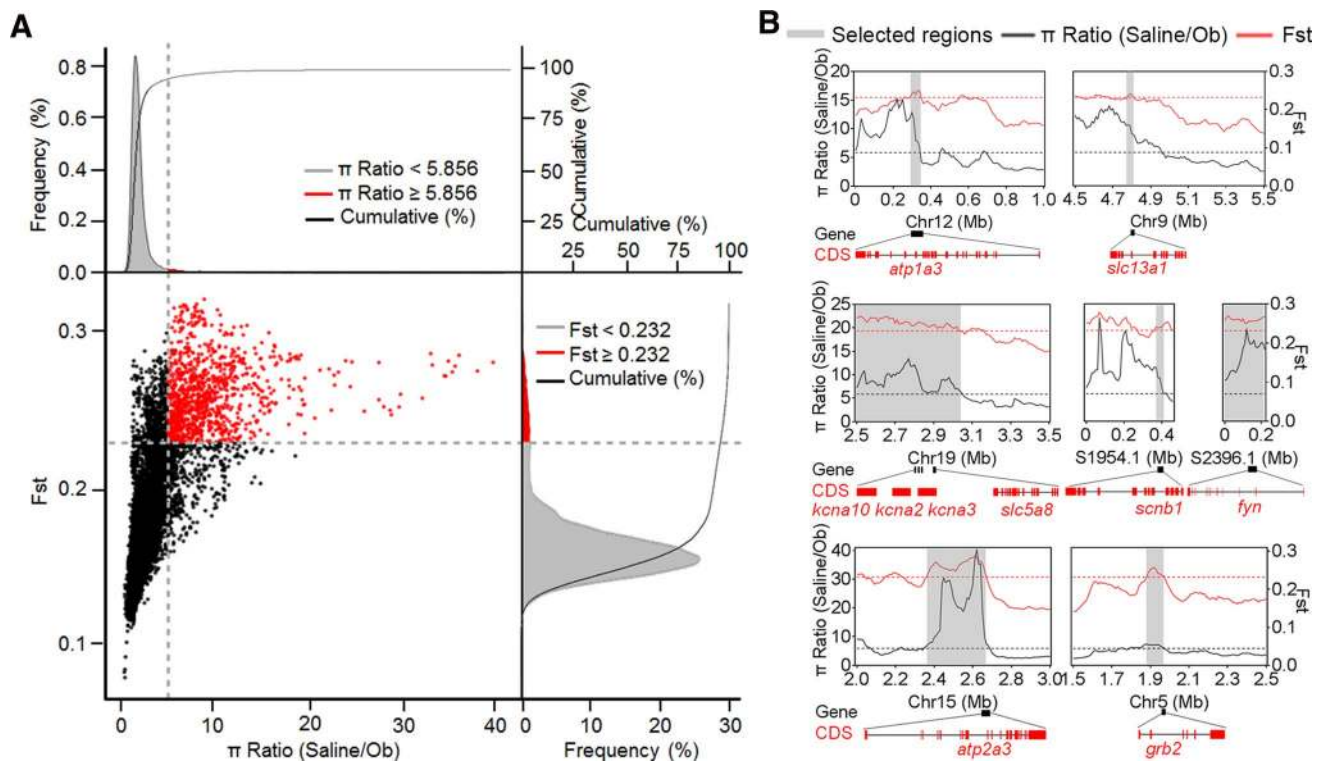 A
Frequency (%)
0.8
0.6
0.4
0.2
0.0
100
75
50
25
Cumulative (%)
Cumulative (%)
π Ratio < 5.856
π Ratio ≥ 5.856
Cumulative (%)
Cumulative (%)
25 50 75 100
Fst
0.3
0.2
0.1
Fst < 0.232
Fst ≥ 0.232
Cumulative (%)
0 10 20 30 40
π Ratio (Saline/Ob)
0 10 20 30
Frequency (%)
B
Selected regions π Ratio (Saline/Ob) Fst
π Ratio (Saline/Ob)
20
15
10
5
0
0.3
0.2
0.1
0.0
Fst
0 0.2 0.4 0.6 0.8 1.0
4.5 4.7 4.9 5.1 5.3 5.5
Chr12 (Mb)
Chr9 (Mb)
Gene
CDS
atp1a3
slc13a1
π Ratio (Saline/Ob)
25
20
15
10
5
0
0.3
0.2
0.1
0.0
Fst
2.5 2.7 2.9 3.1 3.3 3.5
0 0.2 0.4
0.0 0.2
Chr19 (Mb)
S1954.1 (Mb)
S2396.1 (Mb)
Gene
CDS
kcna10 kcna2 kcna3 slc5a8
scnb1
fyn
π Ratio (Saline/Ob)
40
30
20
10
0
0.3
0.2
0.1
0.0
Fst
2.0 2.2 2.4 2.6 2.8 3.0
1.5 1.7 1.9 2.1 2.3 2.5
Chr15 (Mb)
Chr5 (Mb)
Gene
CDS
atp2a3
grb2